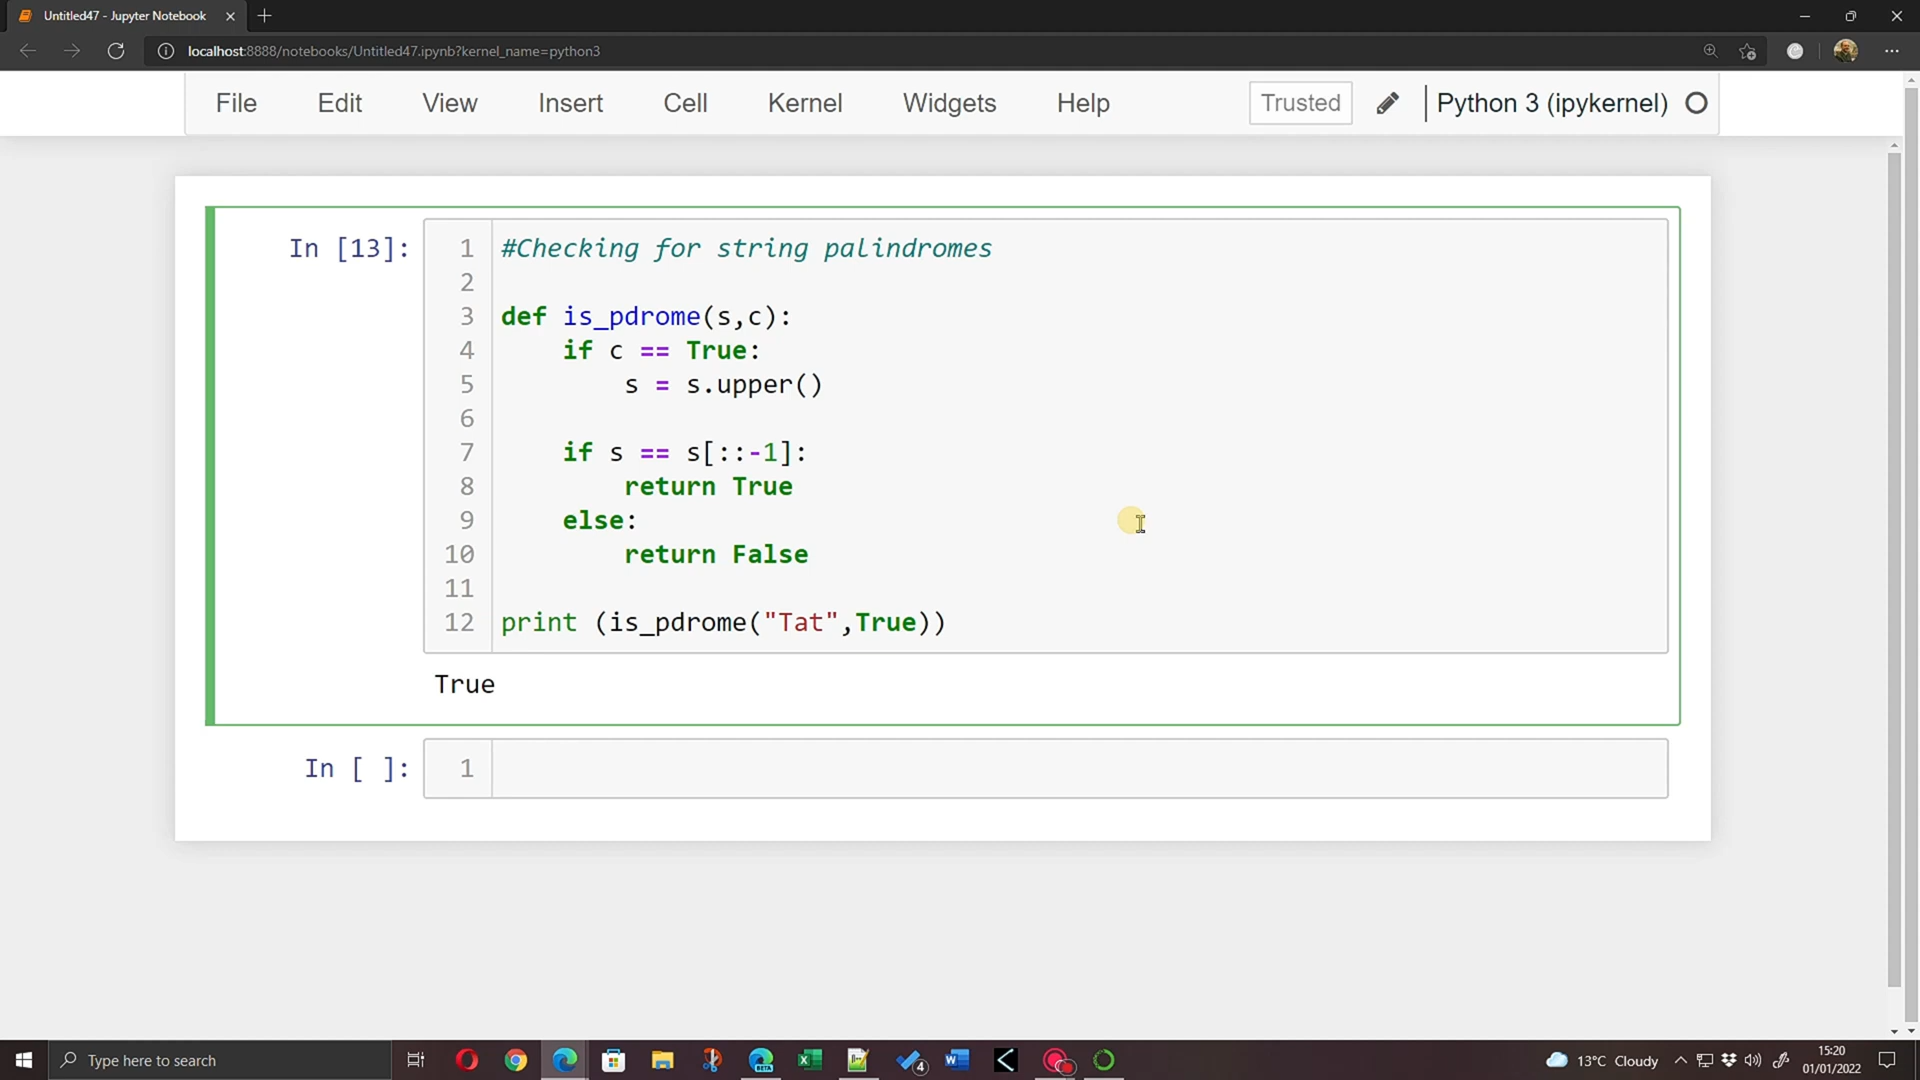 Untitled47 - Jupyter Notebook
localhost:8888/notebooks/Untitled47.ipynb?kernel_name=python3
File Edit View Insert Cell Kernel Widgets Help Trusted Python 3 (ipykernel)
In [13]:
1 #Checking for string palindromes
2
3 def is_pdrome(s,c):
4 if c == True:
5 s = s.upper()
6
7 if s == s[::-1]:
8 return True
9 else:
10 return False
11
12 print (is_pdrome("Tat",True))
True
In [ ]: 1
Type here to search
BETA
4
13°C Cloudy
15:20
01/01/2022